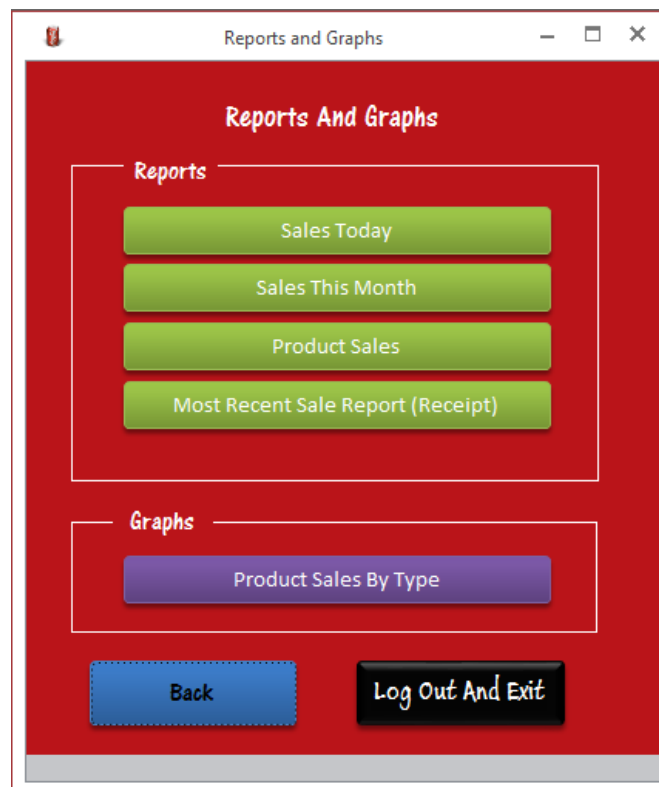 Reports and Graphs
Reports And Graphs
Reports
Sales Today
Sales This Month
Product Sales
Most Recent Sale Report (Receipt)
Graphs
Product Sales By Type
Back
Log Out And Exit